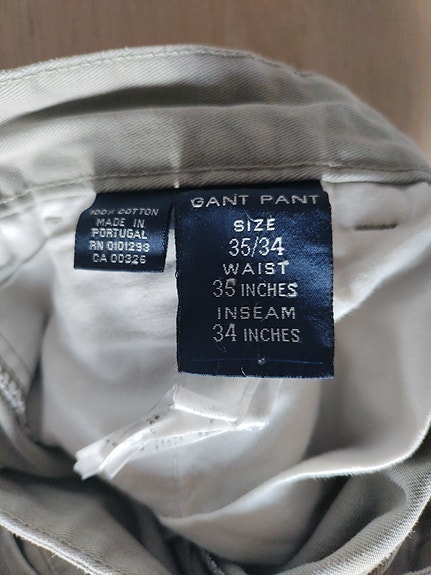 100% COTTON
MADE IN
PORTUGAL
RN 0101293
CA 00326
GANT PANT
SIZE
35/34
WAIST
35 INCHES
INSEAM
34 INCHES